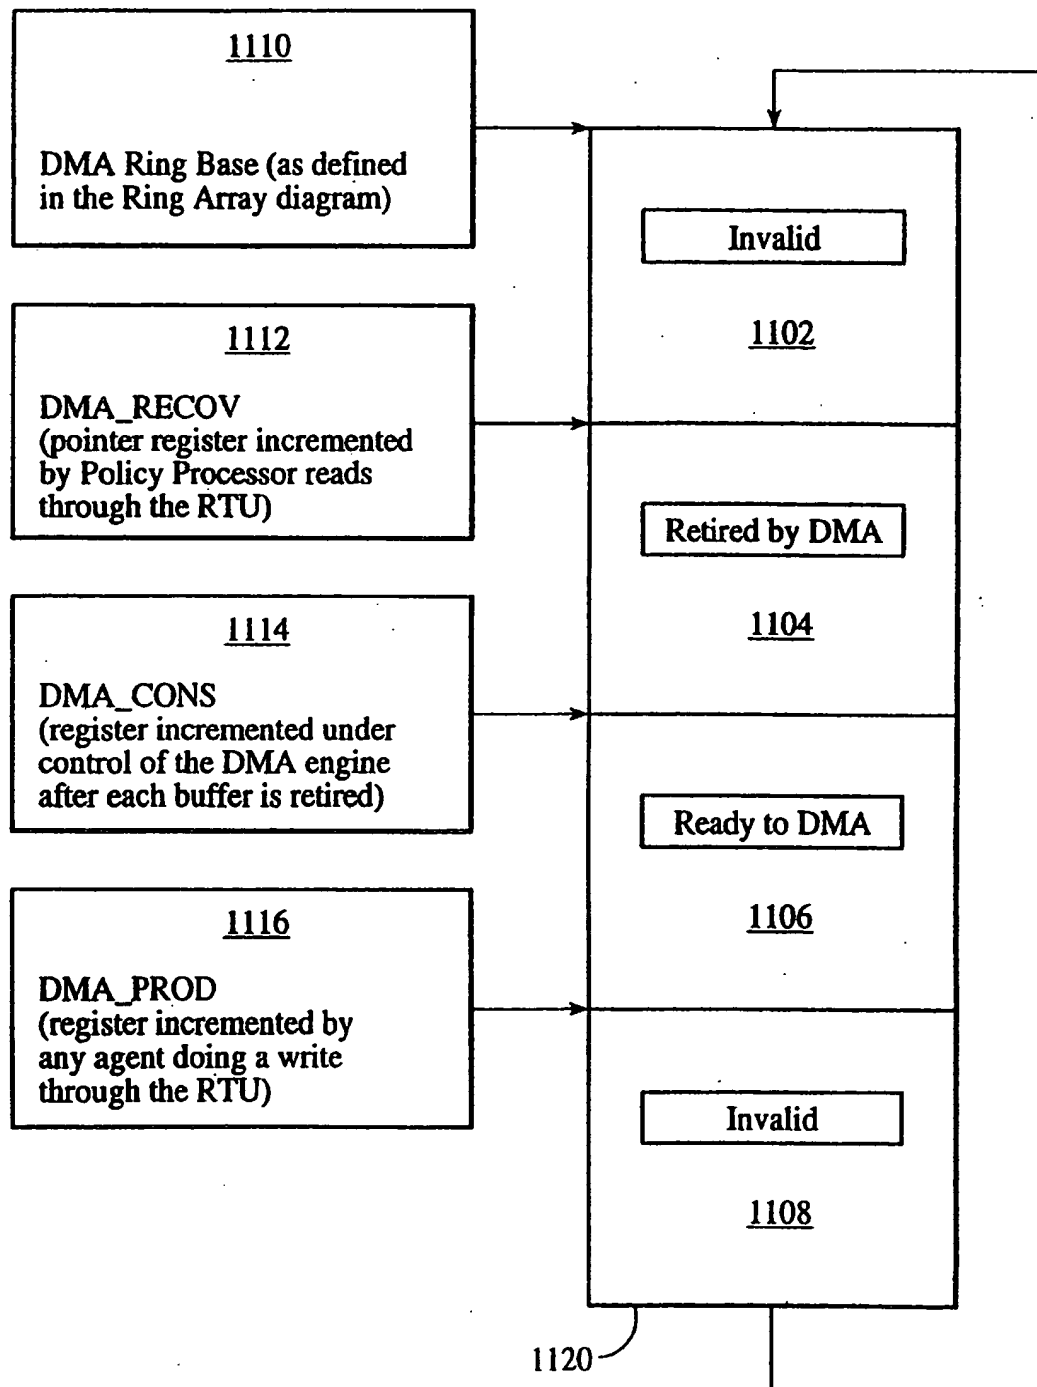 1110
DMA Ring Base (as defined
in the Ring Array diagram)
Invalid
1102
1112
DMA_RECOV
(pointer register incremented
by Policy Processor reads
through the RTU)
Retired by DMA
1104
1114
DMA_CONS
(register incremented under
control of the DMA engine
after each buffer is retired)
Ready to DMA
1106
1116
DMA_PROD
(register incremented by
any agent doing a write
through the RTU)
Invalid
1108
1120